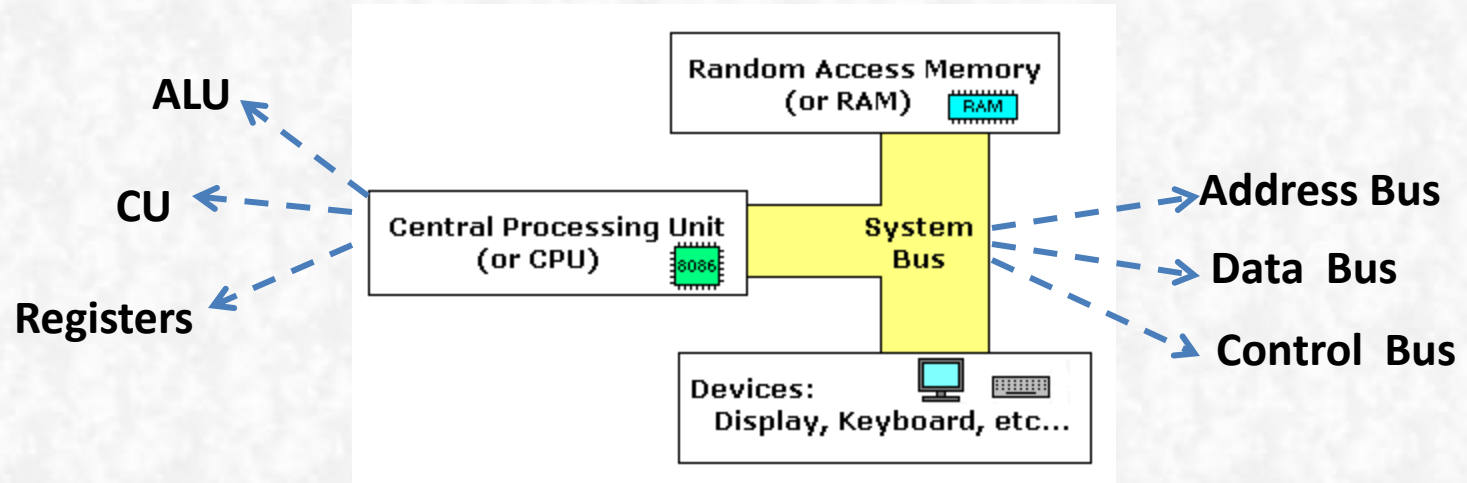 ALU
CU
Registers
Random Access Memory
(or RAM)
RAM
Central Processing Unit
(or CPU)
8086
System
Bus
Devices:
Display, Keyboard, etc...
Address Bus
Data Bus
Control Bus